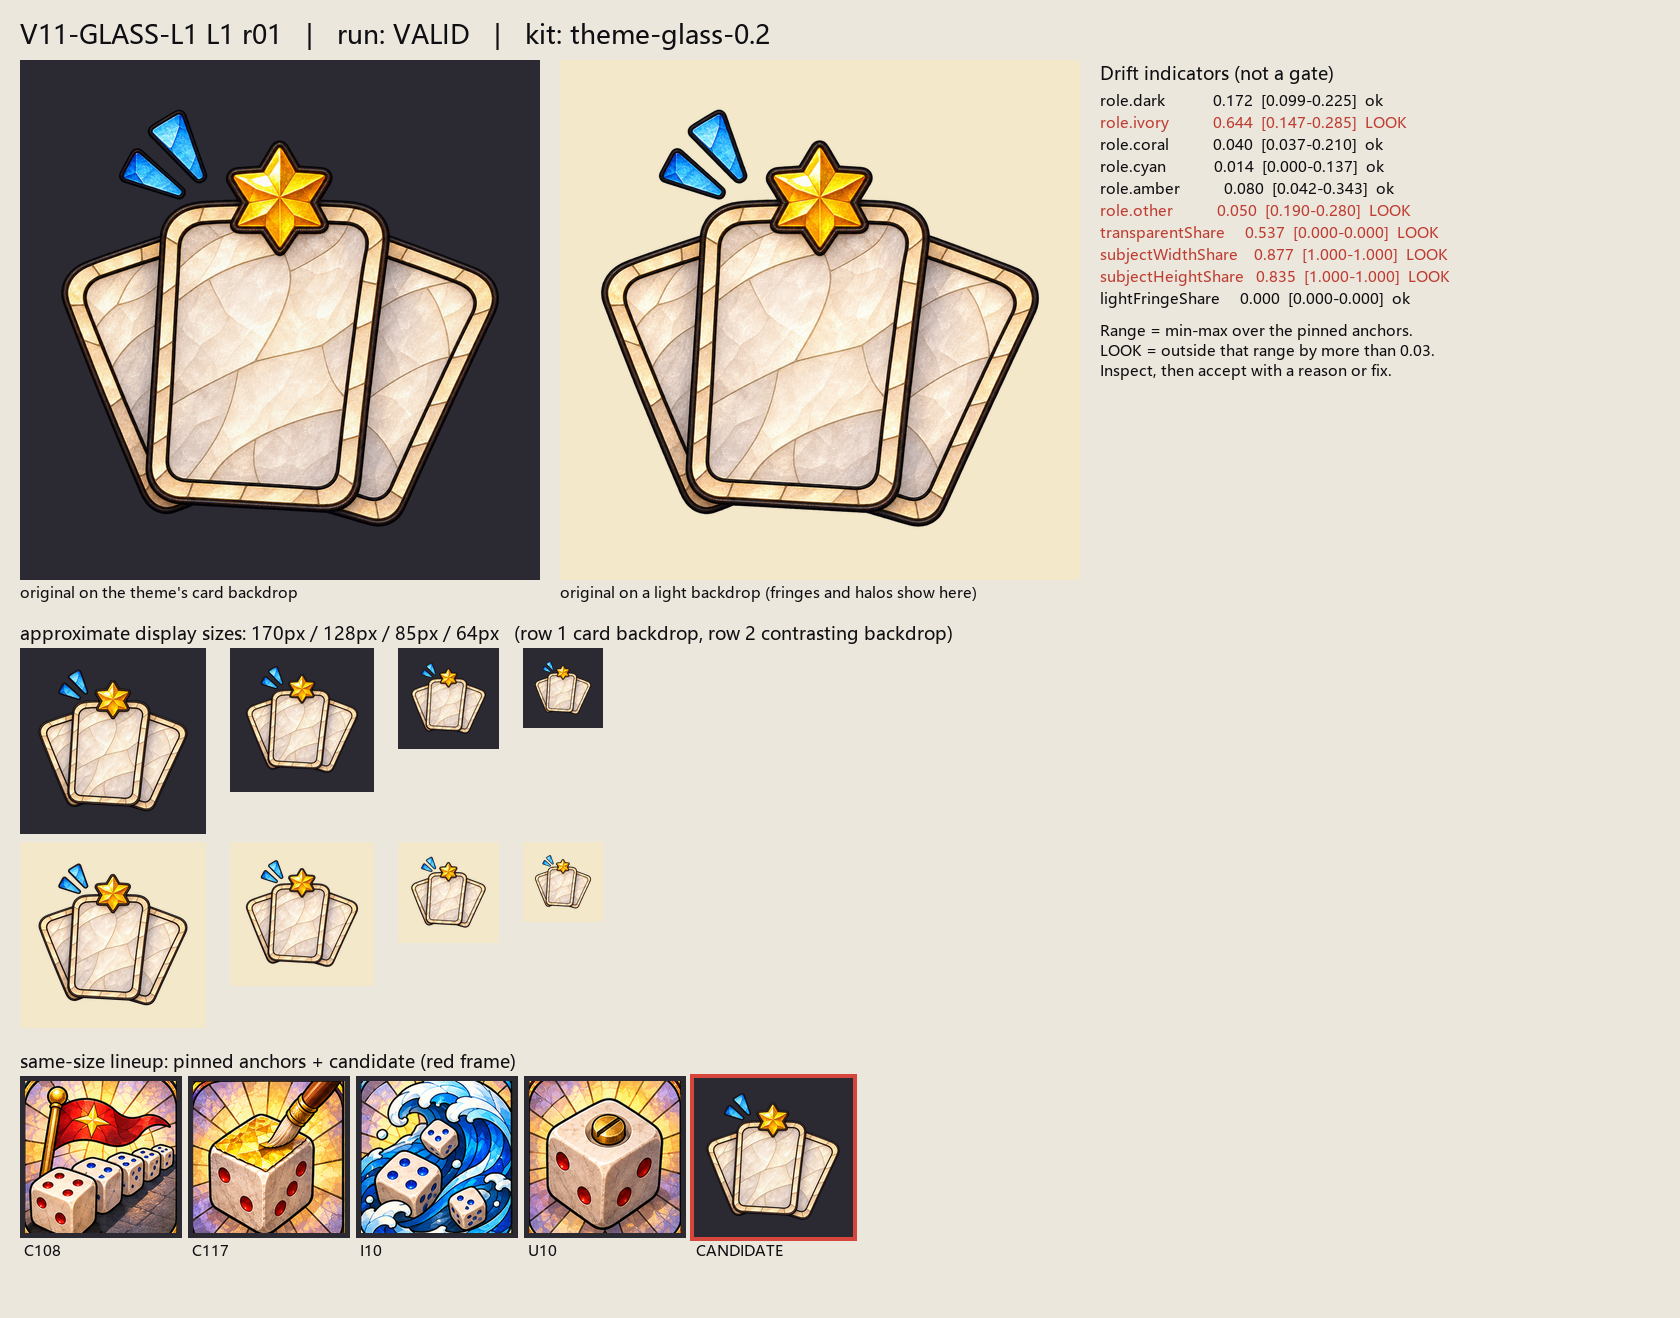 V11-GLASS-L1 L1 r01 | run: VALID | kit: theme-glass-0.2
Drift indicators (not a gate)
role.dark 0.172 [0.099-0.225] ok
role.ivory 0.644 [0.147-0.285] LOOK
role.coral 0.040 [0.037-0.210] ok
role.cyan 0.014 [0.000-0.137] ok
role.amber 0.080 [0.042-0.343] ok
role.other 0.050 [0.190-0.280] LOOK
transparentShare 0.537 [0.000-0.000] LOOK
subjectWidthShare 0.877 [1.000-1.000] LOOK
subjectHeightShare 0.835 [1.000-1.000] LOOK
lightFringeShare 0.000 [0.000-0.000] ok
Range = min-max over the pinned anchors.
LOOK = outside that range by more than 0.03.
Inspect, then accept with a reason or fix.
original on the theme's card backdrop
original on a light backdrop (fringes and halos show here)
approximate display sizes: 170px / 128px / 85px / 64px (row 1 card backdrop, row 2 contrasting backdrop)
same-size lineup: pinned anchors + candidate (red frame)
C108
C117
I10
U10
CANDIDATE